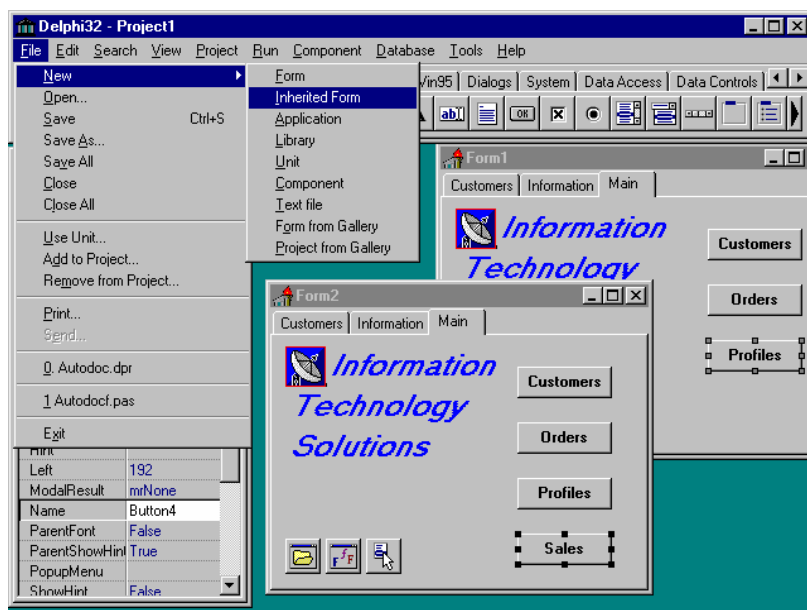 Delphi32 - Project1
File Edit Search View Project Run Component Database Tools Help
Win95 Dialogs System Data Access Data Controls
New
Open...
Save Ctrl+S
Save As...
Save All
Close
Close All
Use Unit...
Add to Project...
Remove from Project...
Print...
Send...
0. Autodoc.dpr
1 Autodocf.pas
Exit
Form
Inherited Form
Application
Library
Unit
Component
Text file
Form from Gallery
Project from Gallery
ab
OK
Form1
Customers Information Main
Information
Technology
Customers
Orders
Profiles
Form2
Customers Information Main
Information
Technology
Solutions
Customers
Orders
Profiles
Sales
F f F
Hint
Left 192
ModalResult mrNone
Name Button4
ParentFont False
ParentShowHint True
PopupMenu
ShowHint False